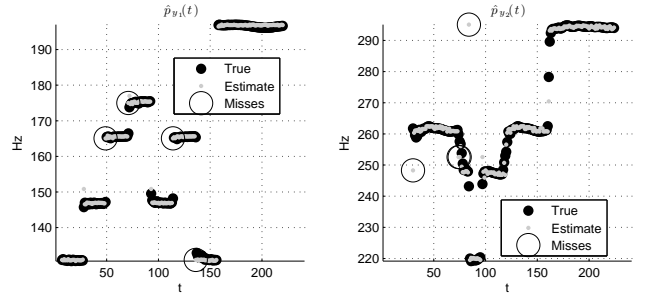 p̂y₁(t)
190
180
170
160
150
140
Hz
50
100
150
200
t
True
Estimate
Misses
p̂y₂(t)
290
280
270
260
250
240
230
220
Hz
50
100
150
200
t
True
Estimate
Misses